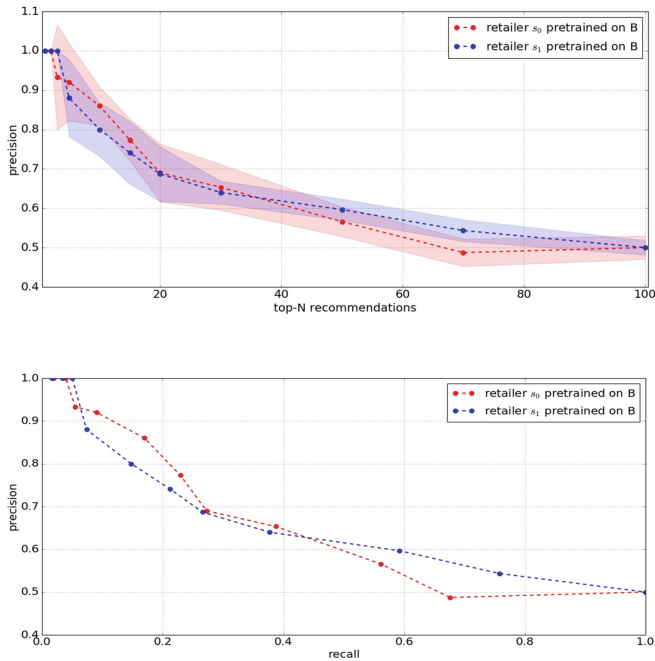 1.1
1.0
0.9
0.8
0.7
0.6
0.5
0.4
precision
retailer s₀ pretrained on B
retailer s₁ pretrained on B
20 40 60 80 100
top-N recommendations
1.0
0.9
0.8
0.7
0.6
0.5
0.4
precision
retailer s₀ pretrained on B
retailer s₁ pretrained on B
0.0 0.2 0.4 0.6 0.8 1.0
recall